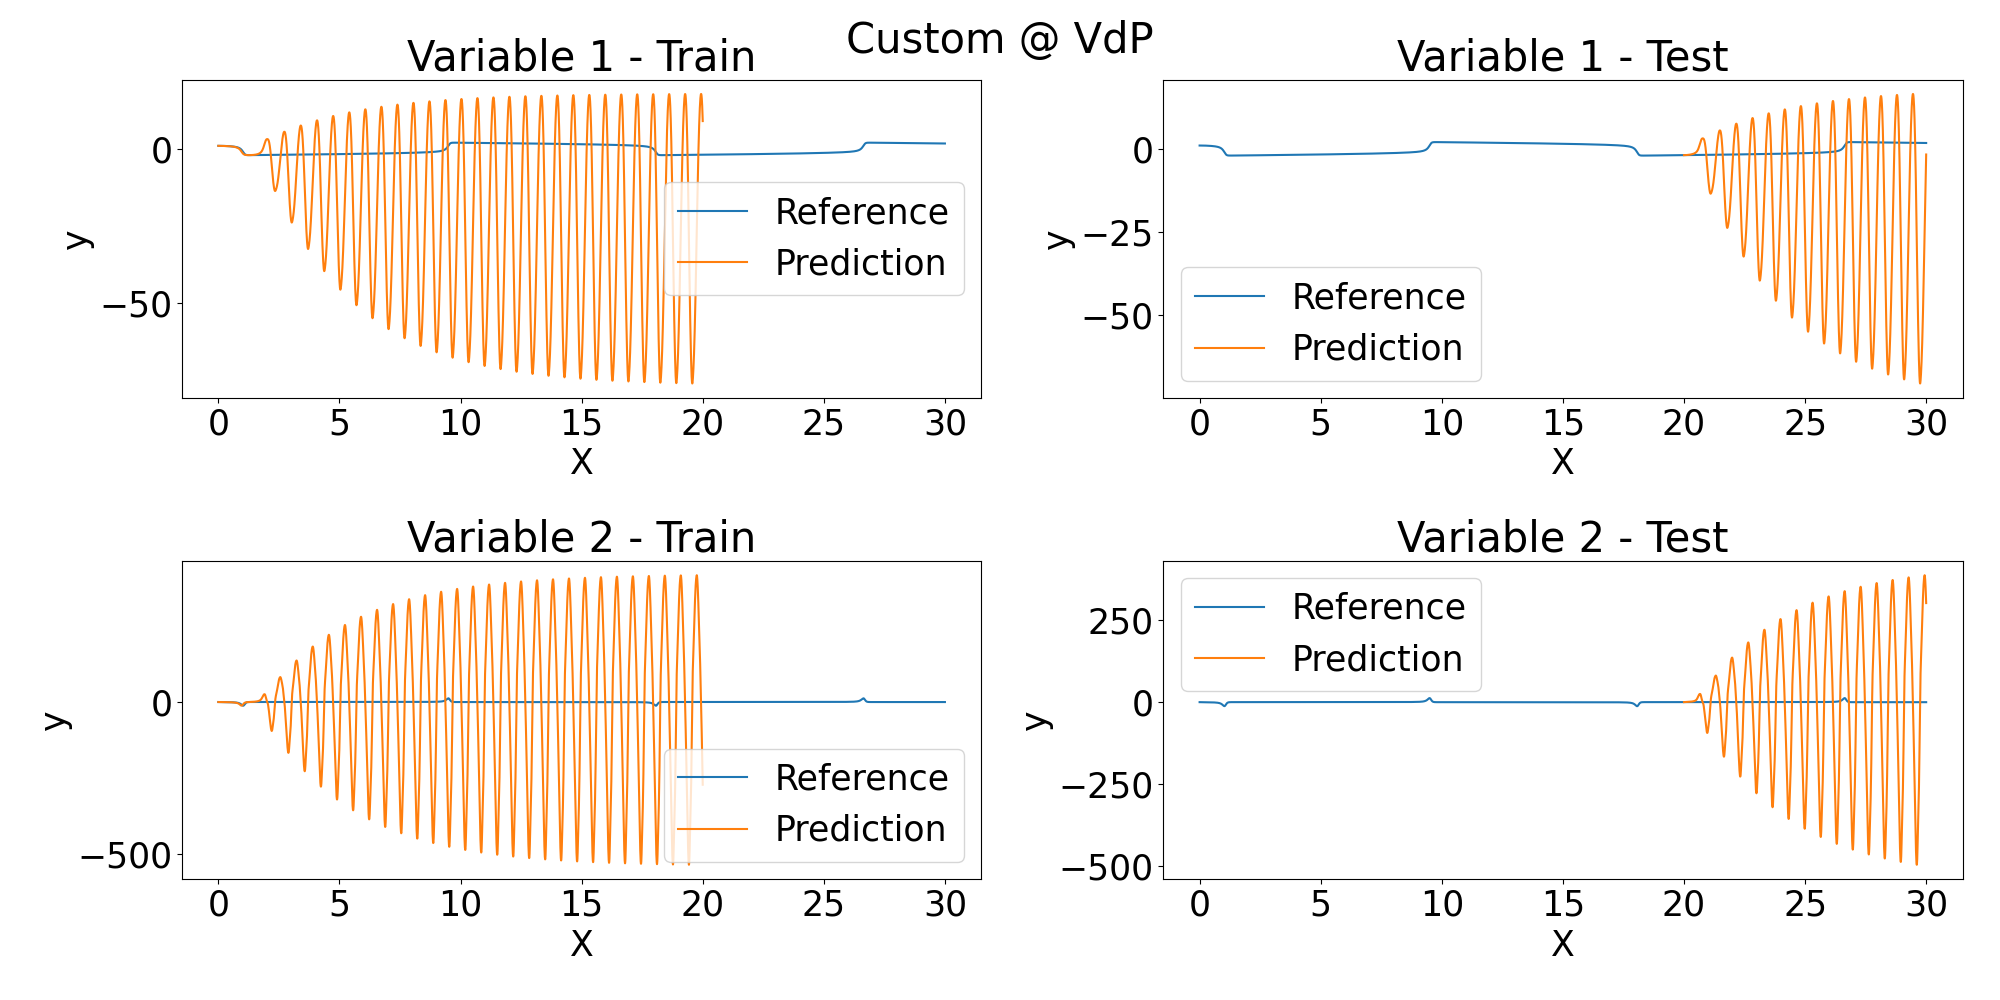 Custom @ VdP
Variable 1 - Train
0
−50
y
Reference
Prediction
0 5 10 15 20 25 30
X
Variable 1 - Test
0
−25
−50
y
Reference
Prediction
0 5 10 15 20 25 30
X
Variable 2 - Train
0
−500
y
Reference
Prediction
0 5 10 15 20 25 30
X
Variable 2 - Test
250
0
−250
−500
y
Reference
Prediction
0 5 10 15 20 25 30
X